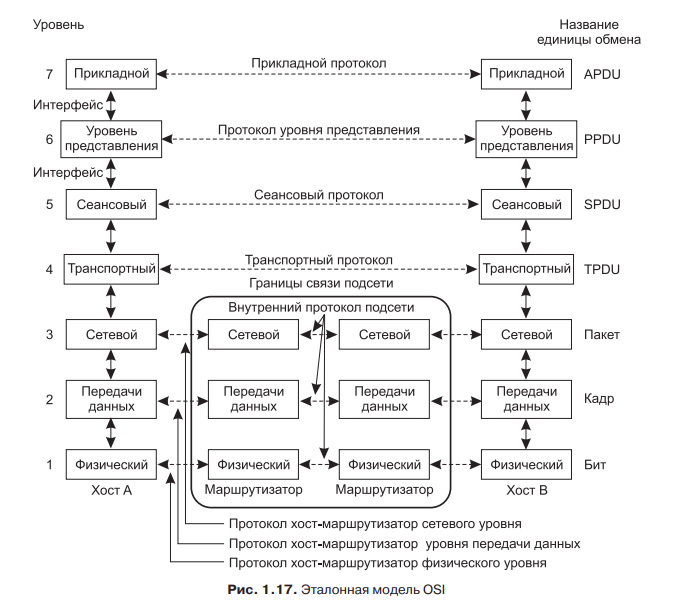 Уровень
Название
единицы обмена
7 Прикладной Прикладной протокол Прикладной APDU
Интерфейс
6 Уровень представления Протокол уровня представления Уровень представления PPDU
Интерфейс
5 Сеансовый Сеансовый протокол Сеансовый SPDU
4 Транспортный Транспортный протокол Транспортный TPDU
Границы связи подсети
Внутренний протокол подсети
3 Сетевой Сетевой Сетевой Сетевой Пакет
2 Передачи данных Передачи данных Передачи данных Передачи данных Кадр
1 Физический Физический Физический Физический Бит
Хост А Маршрутизатор Маршрутизатор Хост В
Протокол хост-маршрутизатор сетевого уровня
Протокол хост-маршрутизатор уровня передачи данных
Протокол хост-маршрутизатор физического уровня
Рис. 1.17. Эталонная модель OSI